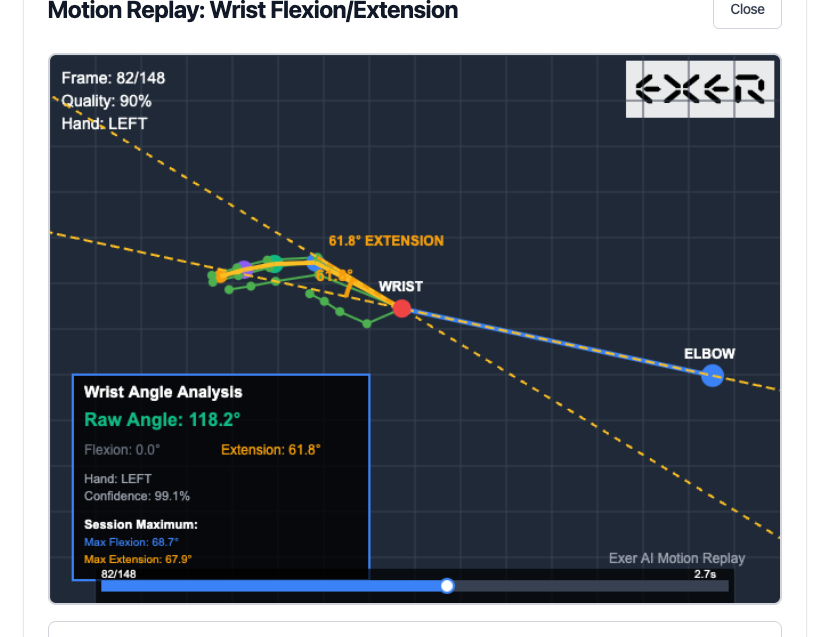 Motion Replay: Wrist Flexion/Extension
Close
Frame: 82/148
Quality: 90%
Hand: LEFT
EXER
61.8° EXTENSION
61.8°
WRIST
ELBOW
Wrist Angle Analysis
Raw Angle: 118.2°
Flexion: 0.0° Extension: 61.8°
Hand: LEFT
Confidence: 99.1%
Session Maximum:
Max Flexion: 68.7°
Max Extension: 67.9°
Exer AI Motion Replay
82/148 2.7s